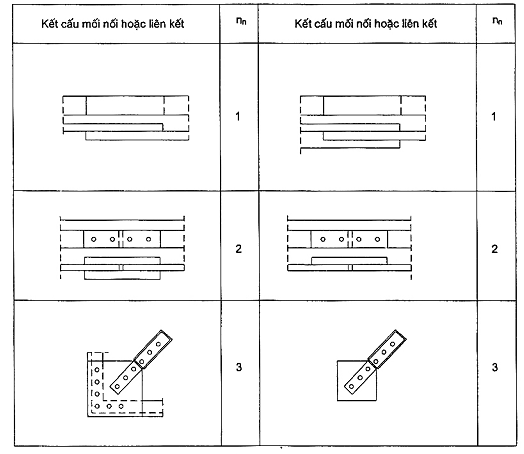 Kết cấu mối nối hoặc liên kết nₙ Kết cấu mối nối hoặc liên kết nₙ
1 1
2 2
3 3